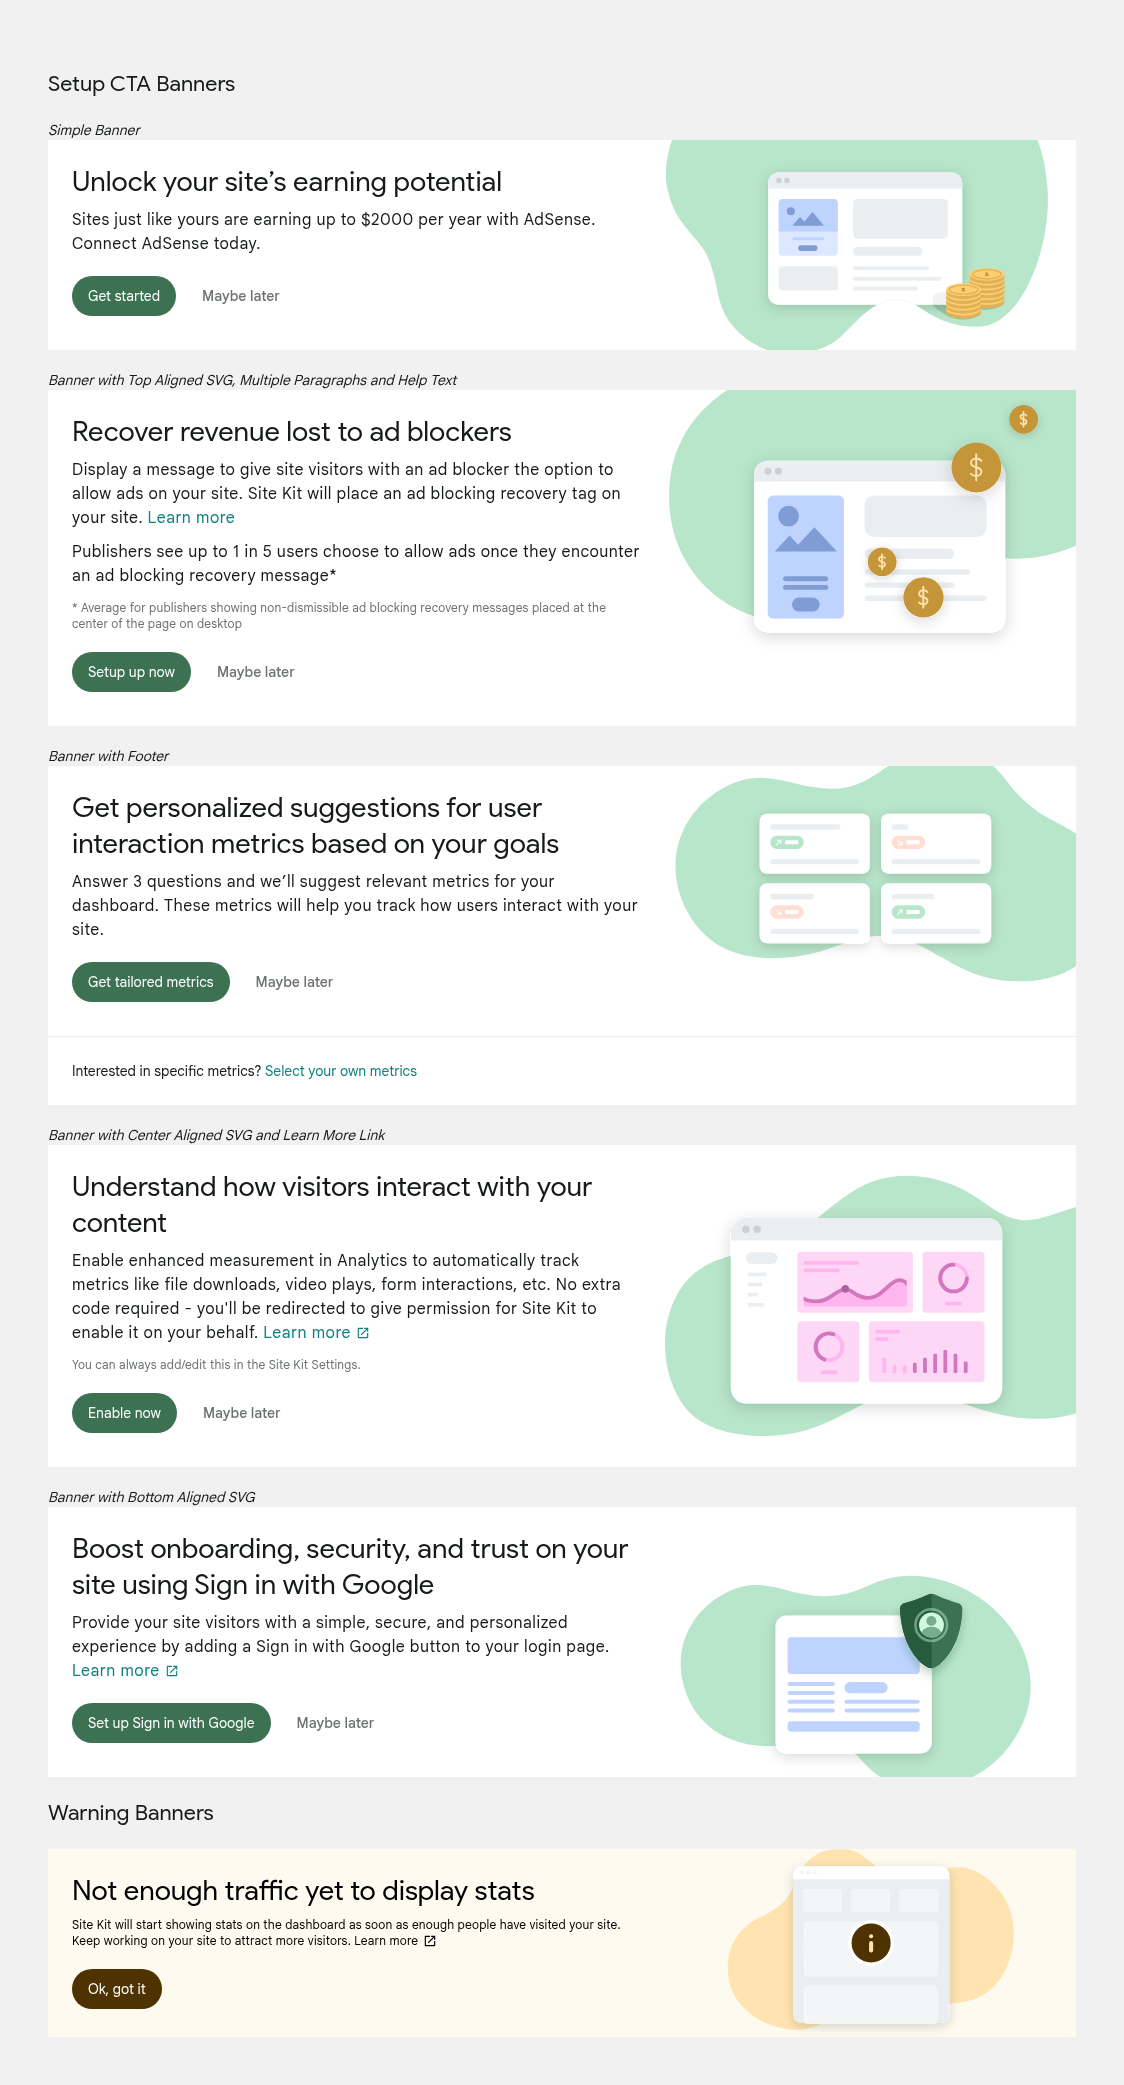 Setup CTA Banners
Simple Banner
Unlock your site’s earning potential
Sites just like yours are earning up to $2000 per year with AdSense.
Connect AdSense today.
Get started
Maybe later
Banner with Top Aligned SVG, Multiple Paragraphs and Help Text
Recover revenue lost to ad blockers
Display a message to give site visitors with an ad blocker the option to
allow ads on your site. Site Kit will place an ad blocking recovery tag on
your site. Learn more
Publishers see up to 1 in 5 users choose to allow ads once they encounter
an ad blocking recovery message*
* Average for publishers showing non-dismissible ad blocking recovery messages placed at the
center of the page on desktop
Setup up now
Maybe later
$
$
$
$
Banner with Footer
Get personalized suggestions for user
interaction metrics based on your goals
Answer 3 questions and we’ll suggest relevant metrics for your
dashboard. These metrics will help you track how users interact with your
site.
Get tailored metrics
Maybe later
Interested in specific metrics? Select your own metrics
Banner with Center Aligned SVG and Learn More Link
Understand how visitors interact with your
content
Enable enhanced measurement in Analytics to automatically track
metrics like file downloads, video plays, form interactions, etc. No extra
code required - you'll be redirected to give permission for Site Kit to
enable it on your behalf. Learn more
You can always add/edit this in the Site Kit Settings.
Enable now
Maybe later
Banner with Bottom Aligned SVG
Boost onboarding, security, and trust on your
site using Sign in with Google
Provide your site visitors with a simple, secure, and personalized
experience by adding a Sign in with Google button to your login page.
Learn more
Set up Sign in with Google
Maybe later
Warning Banners
Not enough traffic yet to display stats
Site Kit will start showing stats on the dashboard as soon as enough people have visited your site.
Keep working on your site to attract more visitors. Learn more
Ok, got it